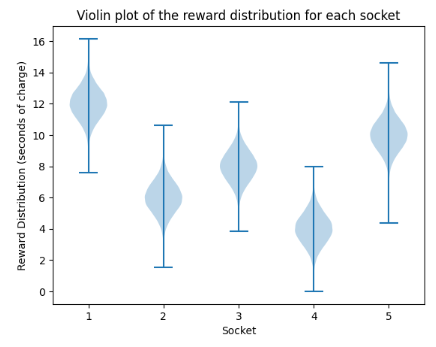 Violin plot of the reward distribution for each socket
Reward Distribution (seconds of charge)
16
14
12
10
8
6
4
2
0
1 2 3 4 5
Socket